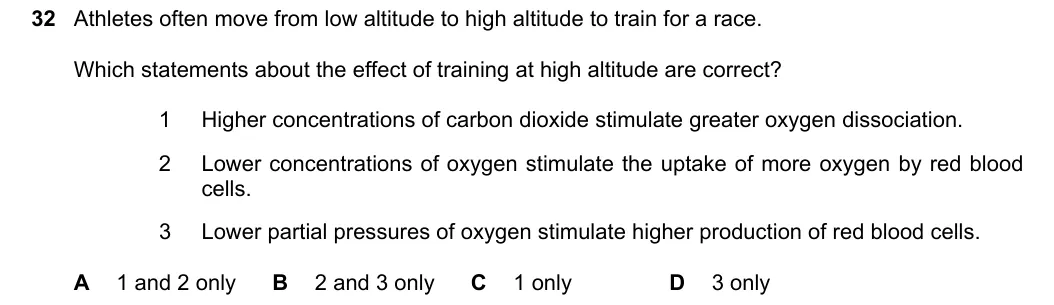 32 Athletes often move from low altitude to high altitude to train for a race.
Which statements about the effect of training at high altitude are correct?
1 Higher concentrations of carbon dioxide stimulate greater oxygen dissociation.
2 Lower concentrations of oxygen stimulate the uptake of more oxygen by red blood
cells.
3 Lower partial pressures of oxygen stimulate higher production of red blood cells.
A 1 and 2 only B 2 and 3 only C 1 only D 3 only